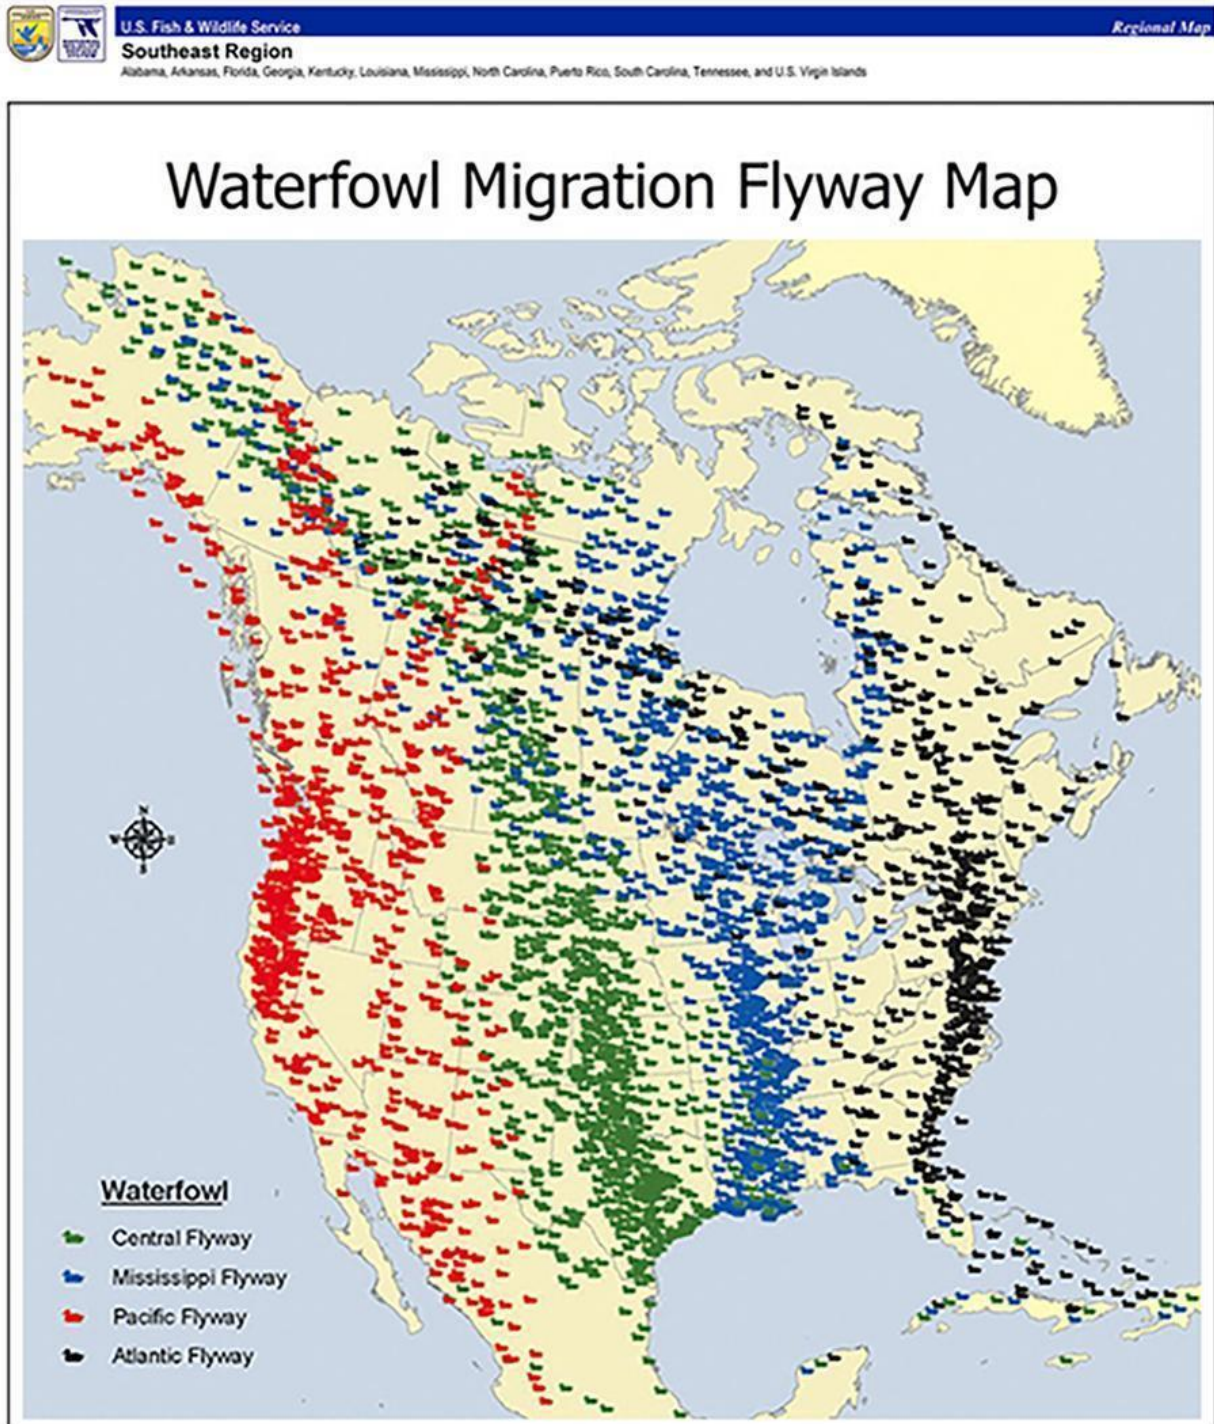 U.S. Fish & Wildlife Service
Regional Map
Southeast Region
Alabama, Arkansas, Florida, Georgia, Kentucky, Louisiana, Mississippi, North Carolina, Puerto Rico, South Carolina, Tennessee, and U.S. Virgin Islands
Waterfowl Migration Flyway Map
N
W E
S
Waterfowl
Central Flyway
Mississippi Flyway
Pacific Flyway
Atlantic Flyway